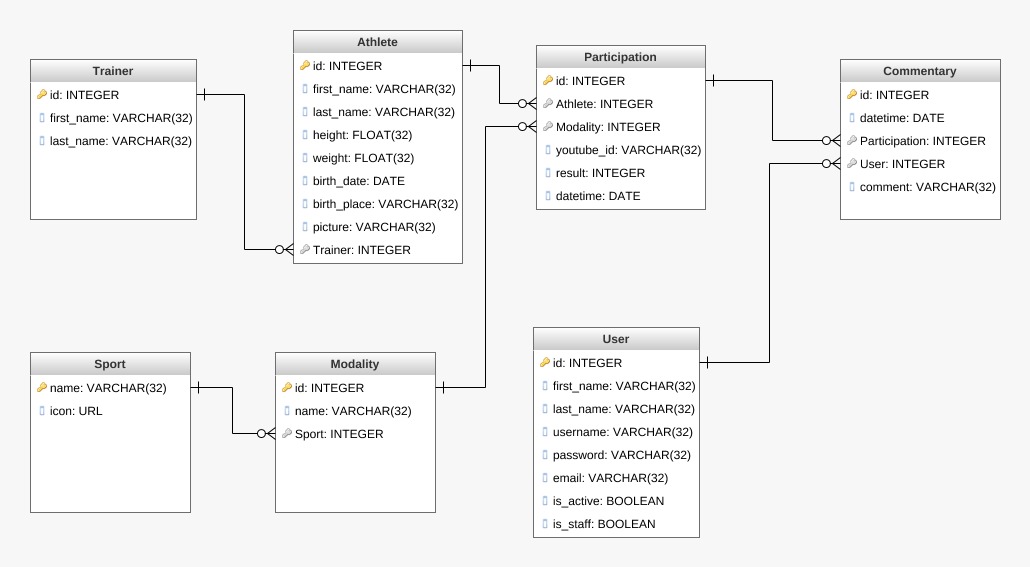 Trainer
id: INTEGER
first_name: VARCHAR(32)
last_name: VARCHAR(32)
Athlete
id: INTEGER
first_name: VARCHAR(32)
last_name: VARCHAR(32)
height: FLOAT(32)
weight: FLOAT(32)
birth_date: DATE
birth_place: VARCHAR(32)
picture: VARCHAR(32)
Trainer: INTEGER
Participation
id: INTEGER
Athlete: INTEGER
Modality: INTEGER
youtube_id: VARCHAR(32)
result: INTEGER
datetime: DATE
Commentary
id: INTEGER
datetime: DATE
Participation: INTEGER
User: INTEGER
comment: VARCHAR(32)
Sport
name: VARCHAR(32)
icon: URL
Modality
id: INTEGER
name: VARCHAR(32)
Sport: INTEGER
User
id: INTEGER
first_name: VARCHAR(32)
last_name: VARCHAR(32)
username: VARCHAR(32)
password: VARCHAR(32)
email: VARCHAR(32)
is_active: BOOLEAN
is_staff: BOOLEAN